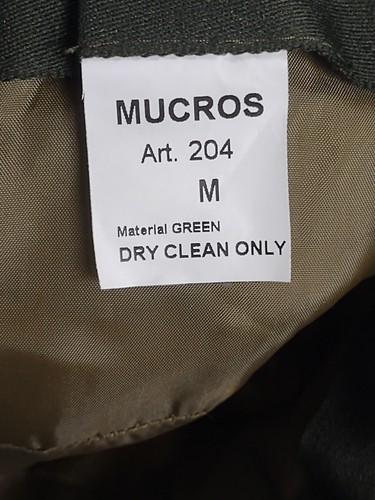 MUCROS
Art. 204
M
Material GREEN
DRY CLEAN ONLY